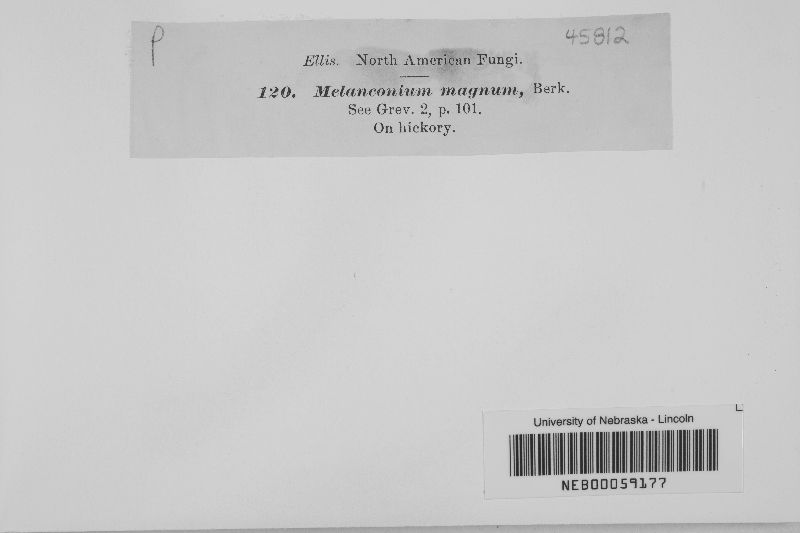 P
45812
Ellis. North American Fungi.
120. Melanconium magnum, Berk.
See Grev. 2, p. 101.
On hickory.
University of Nebraska - Lincoln
NEB00059177